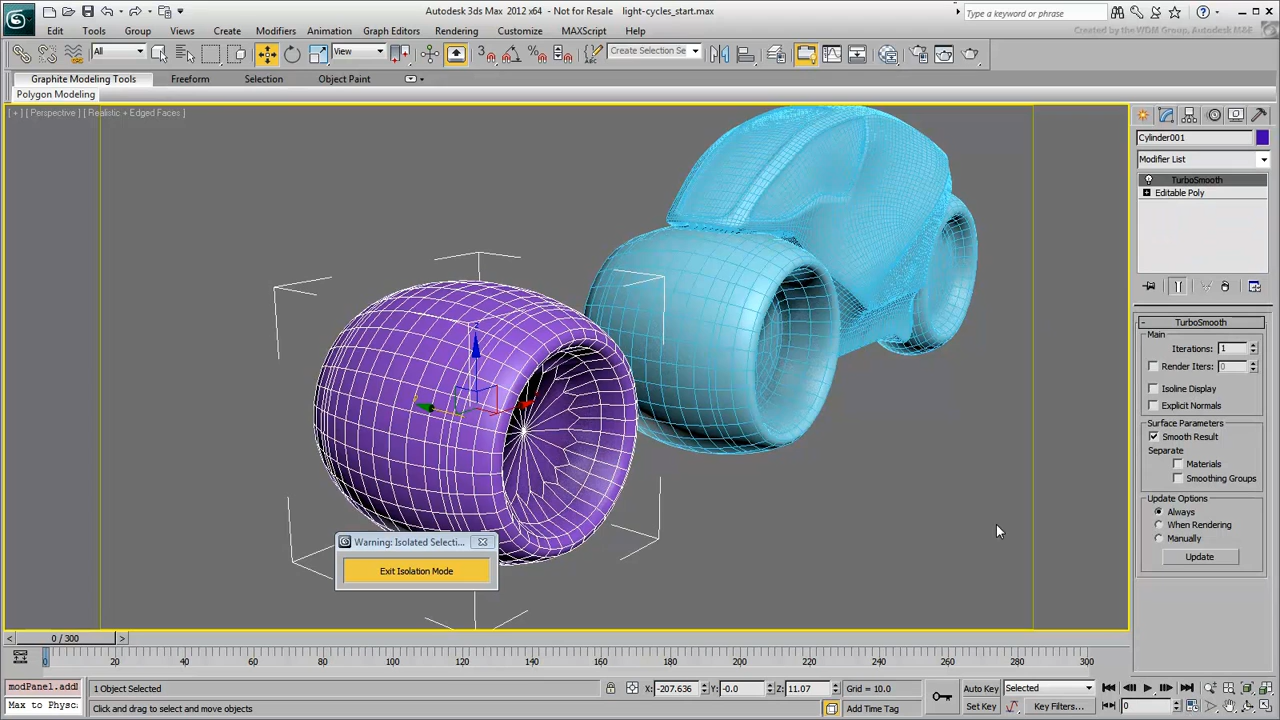 Autodesk 3ds Max 2012 x64 - Not for Resale light-cycles_start.max
Type a keyword or phrase
Edit Tools Group Views Create Modifiers Animation Graph Editors Rendering Customize MAXScript Help
Created by the WDM Group, Autodesk M&E
All View Create Selection Se
Graphite Modeling Tools Freeform Selection Object Paint
Polygon Modeling
[ + ] [ Perspective ] [ Realistic + Edged Faces ]
Cylinder001
Modifier List
TurboSmooth
Editable Poly
TurboSmooth
Main
Iterations: 1
Render Iters: 0
Isoline Display
Explicit Normals
Surface Parameters
Smooth Result
Separate
Materials
Smoothing Groups
Update Options
Always
When Rendering
Manually
Update
Warning: Isolated Selecti...
Exit Isolation Mode
0 / 300
0 20 40 60 80 100 120 140 160 180 200 220 240 260 280 300
modPanel.add 1 Object Selected X: -207.636 Y: -0.0 Z: 11.07 Grid = 10.0 Auto Key Selected
Max to Physc Click and drag to select and move objects Add Time Tag Set Key Key Filters... 0